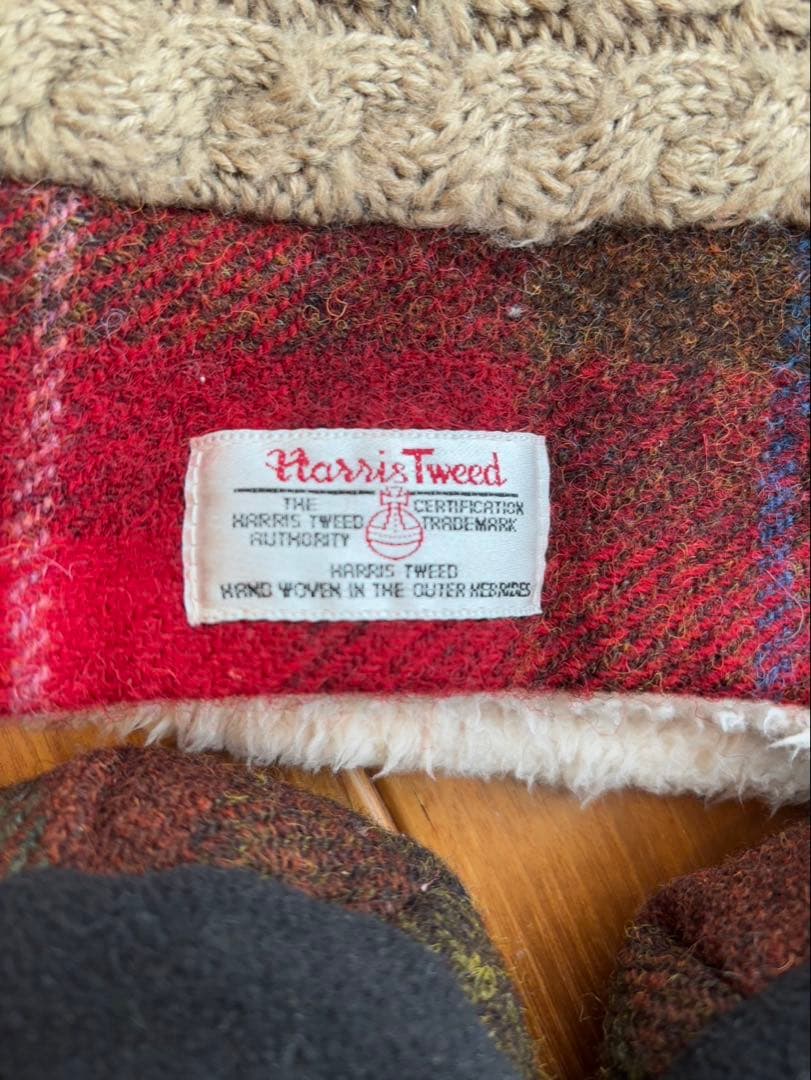 Harris Tweed
THE HARRIS TWEED AUTHORITY
CERTIFICATION TRADEMARK
HARRIS TWEED
HAND WOVEN IN THE OUTER HEBRIDES